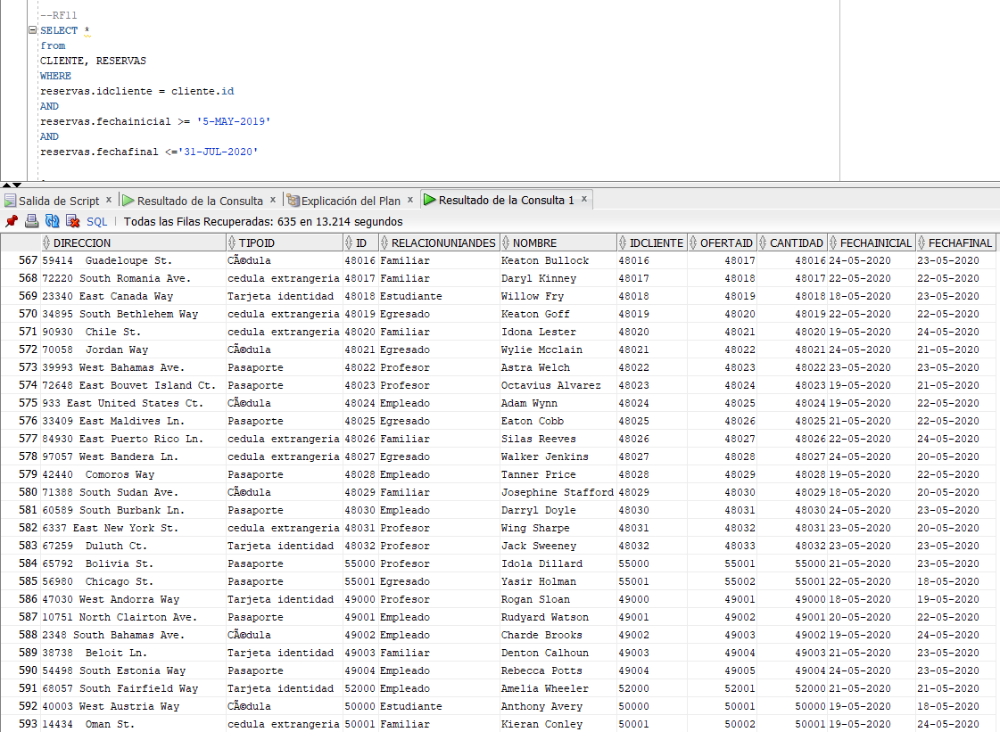 --RF11
SELECT *
from
CLIENTE, RESERVAS
WHERE
reservas.idcliente = cliente.id
AND
reservas.fechainicial >= '5-MAY-2019'
AND
reservas.fechafinal <='31-JUL-2020'
Salida de Script x Resultado de la Consulta x Explicación del Plan x Resultado de la Consulta 1 x
SQL | Todas las Filas Recuperadas: 635 en 13.214 segundos
DIRECCION TIPOID ID RELACIONUNIANDES NOMBRE IDCLIENTE OFERTAID CANTIDAD FECHAINICIAL FECHAFINAL
567 59414 Guadeloupe St. CÃ©dula 48016 Familiar Keaton Bullock 48016 48017 48016 24-05-2020 23-05-2020
568 72220 South Romania Ave. cedula extrangeria 48017 Familiar Daryl Kinney 48017 48018 48017 22-05-2020 22-05-2020
569 23340 East Canada Way Tarjeta identidad 48018 Estudiante Willow Fry 48018 48019 48018 18-05-2020 23-05-2020
570 34895 South Bethlehem Way cedula extrangeria 48019 Egresado Keaton Goff 48019 48020 48019 22-05-2020 22-05-2020
571 90930 Chile St. cedula extrangeria 48020 Familiar Idona Lester 48020 48021 48020 19-05-2020 24-05-2020
572 70058 Jordan Way CÃ©dula 48021 Egresado Wylie Mcclain 48021 48022 48021 24-05-2020 21-05-2020
573 39993 West Bahamas Ave. Pasaporte 48022 Profesor Astra Welch 48022 48023 48022 23-05-2020 23-05-2020
574 72648 East Bouvet Island Ct. Pasaporte 48023 Profesor Octavius Alvarez 48023 48024 48023 19-05-2020 21-05-2020
575 933 East United States Ct. CÃ©dula 48024 Empleado Adam Wynn 48024 48025 48024 19-05-2020 22-05-2020
576 33409 East Maldives Ln. Pasaporte 48025 Egresado Eaton Cobb 48025 48026 48025 21-05-2020 22-05-2020
577 84930 East Puerto Rico Ln. cedula extrangeria 48026 Familiar Silas Reeves 48026 48027 48026 22-05-2020 24-05-2020
578 97057 West Bandera Ln. cedula extrangeria 48027 Egresado Walker Jenkins 48027 48028 48027 24-05-2020 20-05-2020
579 42440 Comoros Way Pasaporte 48028 Empleado Tanner Price 48028 48029 48028 19-05-2020 22-05-2020
580 71388 South Sudan Ave. CÃ©dula 48029 Familiar Josephine Stafford 48029 48030 48029 18-05-2020 20-05-2020
581 60589 South Burbank Ln. Pasaporte 48030 Empleado Darryl Doyle 48030 48031 48030 24-05-2020 23-05-2020
582 6337 East New York St. cedula extrangeria 48031 Profesor Wing Sharpe 48031 48032 48031 23-05-2020 20-05-2020
583 67259 Duluth Ct. Tarjeta identidad 48032 Profesor Jack Sweeney 48032 48033 48032 23-05-2020 23-05-2020
584 65792 Bolivia St. Pasaporte 55000 Profesor Idola Dillard 55000 55001 55000 21-05-2020 23-05-2020
585 56980 Chicago St. Pasaporte 55001 Egresado Yasir Holman 55001 55002 55001 22-05-2020 18-05-2020
586 47030 West Andorra Way Tarjeta identidad 49000 Profesor Rogan Sloan 49000 49001 49000 18-05-2020 19-05-2020
587 10751 North Clairton Ave. Pasaporte 49001 Empleado Rudyard Watson 49001 49002 49001 20-05-2020 22-05-2020
588 2348 South Bahamas Ave. CÃ©dula 49002 Empleado Charde Brooks 49002 49003 49002 19-05-2020 24-05-2020
589 38738 Beloit Ln. Tarjeta identidad 49003 Familiar Denton Calhoun 49003 49004 49003 21-05-2020 23-05-2020
590 54498 South Estonia Way Pasaporte 49004 Empleado Rebecca Potts 49004 49005 49004 24-05-2020 23-05-2020
591 68057 South Fairfield Way Tarjeta identidad 52000 Empleado Amelia Wheeler 52000 52001 52000 21-05-2020 21-05-2020
592 40003 West Austria Way CÃ©dula 50000 Estudiante Anthony Avery 50000 50001 50000 19-05-2020 18-05-2020
593 14434 Oman St. cedula extrangeria 50001 Familiar Kieran Conley 50001 50002 50001 19-05-2020 24-05-2020